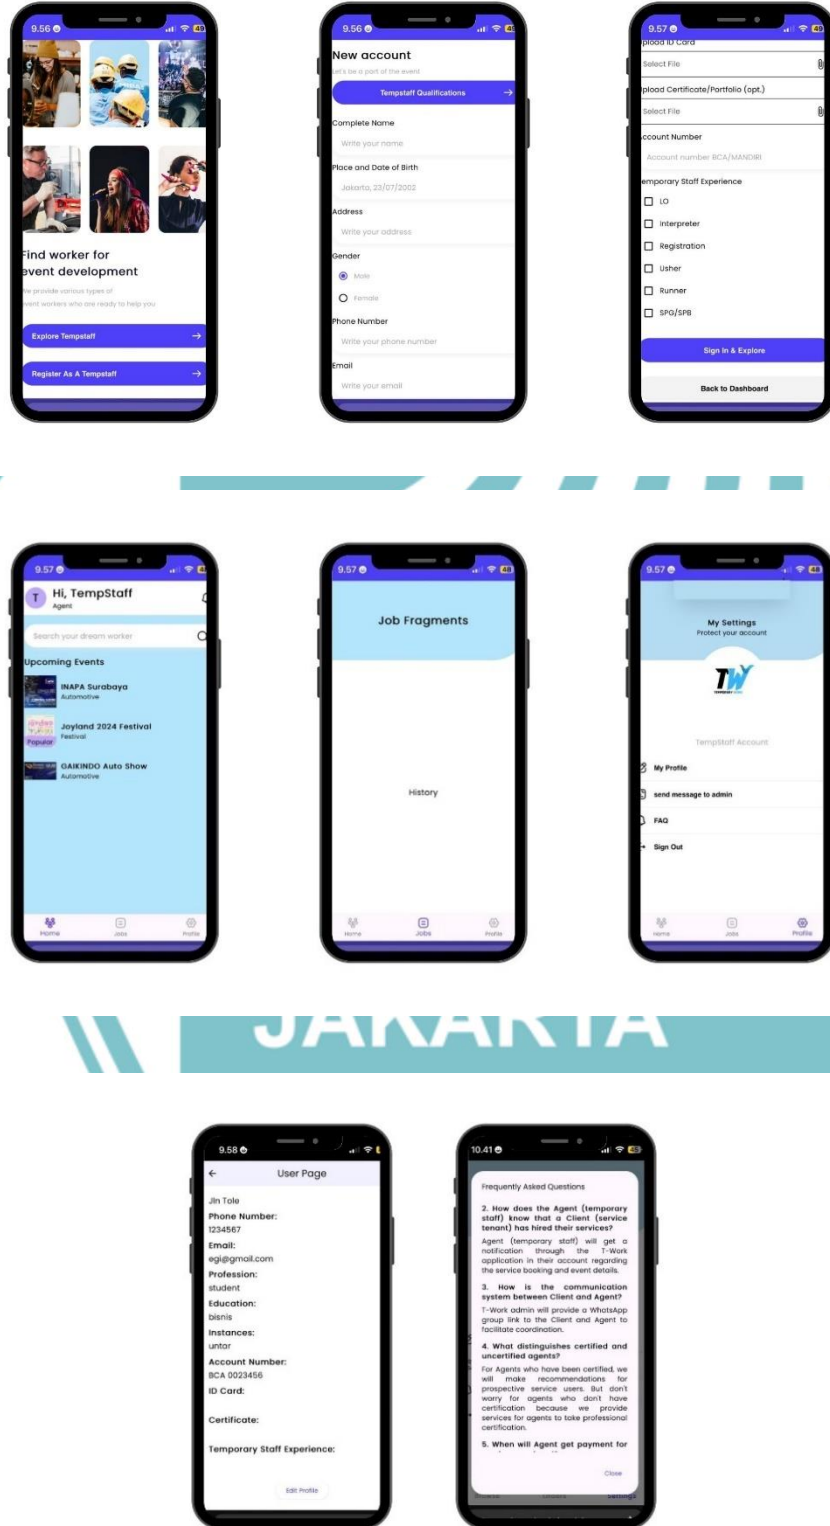 9.56
49
Find worker for
event development
We provide various types of
event workers who are ready to help you
Explore Tempstaff
Register As A Tempstaff
9.56
New account
Let's be a part of the event
Tempstaff Qualifications
Complete Name
Write your name
Place and Date of Birth
Jakarta, 23/07/2002
Address
Write your address
Gender
Male
Female
Phone Number
Write your phone number
Email
Write your email
9.57
49
Upload ID Card
Select File
Upload Certificate/Portfolio (opt.)
Select File
Account Number
Account number BCA/MANDIRI
Temporary Staff Experience
LO
Interpreter
Registration
Usher
Runner
SPG/SPB
Sign In & Explore
Back to Dashboard
9.57
T
Hi, TempStaff
Agent
Search your dream worker
Upcoming Events
INAPA Surabaya
Automotive
Joyland 2024 Festival
Festival
Popular
GAIKINDO Auto Show
Automotive
Home
Jobs
Profile
9.57
48
Job Fragments
History
Home
Jobs
Profile
9.57
48
My Settings
Protect your account
TW
TempStaff Account
My Profile
send message to admin
FAQ
Sign Out
Home
Jobs
Profile
JAKARTA
9.58
User Page
Jln Tole
Phone Number:
1234567
Email:
egi@gmail.com
Profession:
student
Education:
bisnis
Instances:
untar
Account Number:
BCA 0023456
ID Card:
Certificate:
Temporary Staff Experience:
Edit Profile
10.41
45
Frequently Asked Questions
2. How does the Agent (temporary
staff) know that a Client (service
tenant) has hired their services?
Agent (temporary staff) will get a
notification through the T-Work
application in their account regarding
the service booking and event details.
3. How is the communication
system between Client and Agent?
T-Work admin will provide a WhatsApp
group link to the Client and Agent to
facilitate coordination.
4. What distinguishes certified and
uncertified agents?
For Agents who have been certified, we
will make recommendations for
prospective service users. But don't
worry for agents who don't have
certification because we provide
services for agents to take professional
certification.
5. When will Agent get payment for
Close
Settings